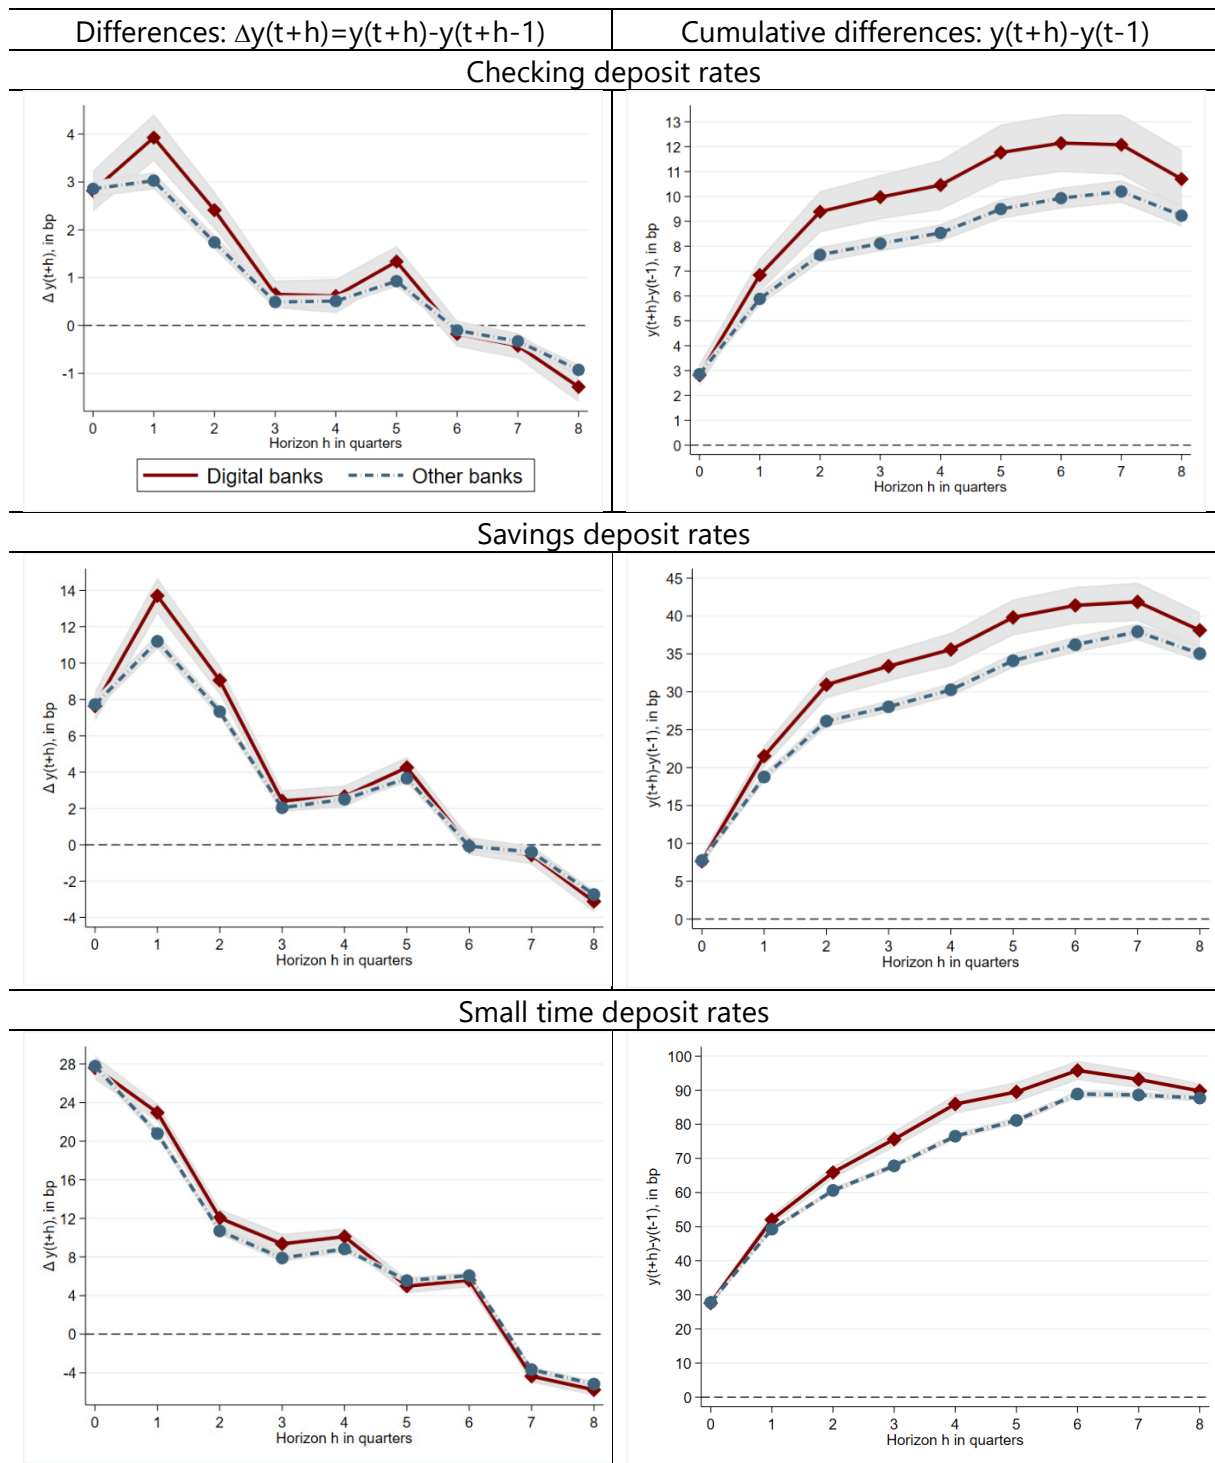 Differences: Δy(t+h)=y(t+h)-y(t+h-1)
Cumulative differences: y(t+h)-y(t-1)
Checking deposit rates
Δ y(t+h), in bp
4
3
2
1
0
-1
0 1 2 3 4 5 6 7 8
Horizon h in quarters
Digital banks
Other banks
y(t+h)-y(t-1), in bp
13
12
11
10
9
8
7
6
5
4
3
2
1
0
0 1 2 3 4 5 6 7 8
Horizon h in quarters
Savings deposit rates
Δ y(t+h), in bp
14
12
10
8
6
4
2
0
-2
-4
0 1 2 3 4 5 6 7 8
Horizon h in quarters
y(t+h)-y(t-1), in bp
45
40
35
30
25
20
15
10
5
0
0 1 2 3 4 5 6 7 8
Horizon h in quarters
Small time deposit rates
Δ y(t+h), in bp
28
24
20
16
12
8
4
0
-4
0 1 2 3 4 5 6 7 8
Horizon h in quarters
y(t+h)-y(t-1), in bp
100
90
80
70
60
50
40
30
20
10
0
0 1 2 3 4 5 6 7 8
Horizon h in quarters